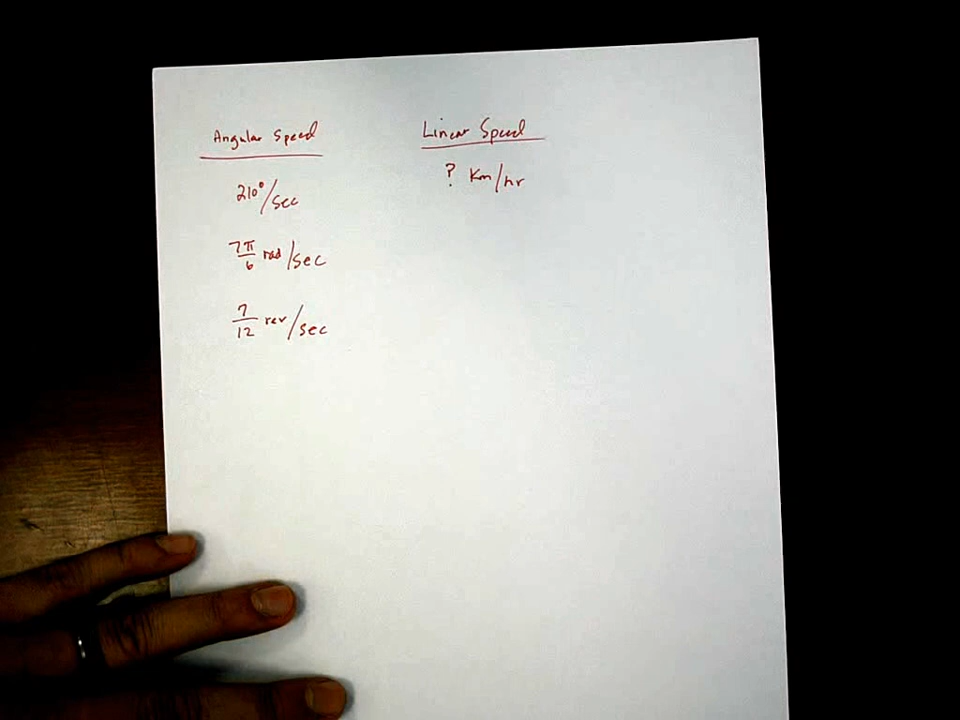 Angular Speed
Linear Speed
210°/sec
? Km/hr
7π/6 rad/sec
7/12 rev/sec